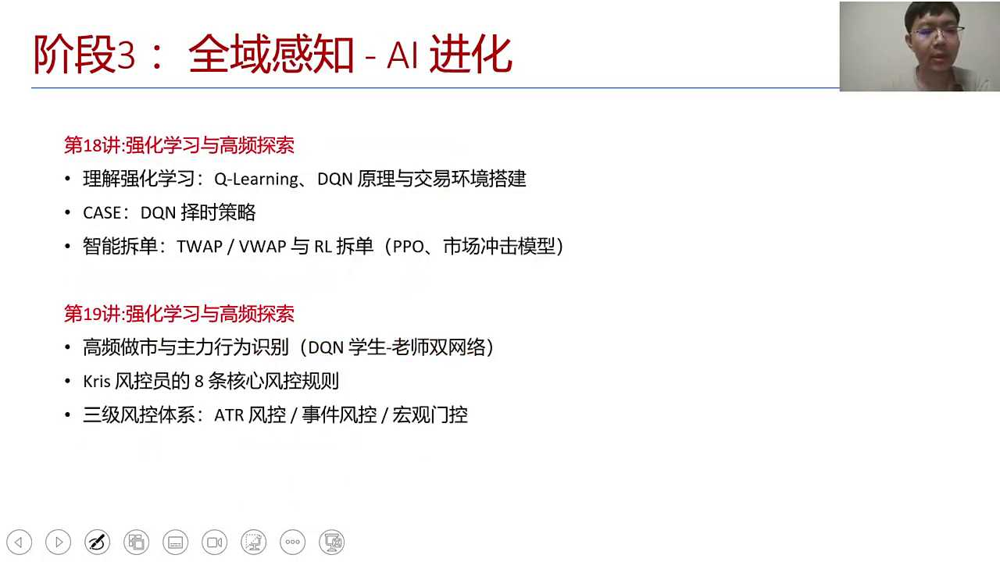 阶段3：全域感知 - AI 进化
第18讲:强化学习与高频探索
• 理解强化学习：Q-Learning、DQN 原理与交易环境搭建
• CASE：DQN 择时策略
• 智能拆单：TWAP / VWAP 与 RL 拆单（PPO、市场冲击模型）
第19讲:强化学习与高频探索
• 高频做市与主力行为识别（DQN 学生-老师双网络）
• Kris 风控员的 8 条核心风控规则
• 三级风控体系：ATR 风控 / 事件风控 / 宏观门控